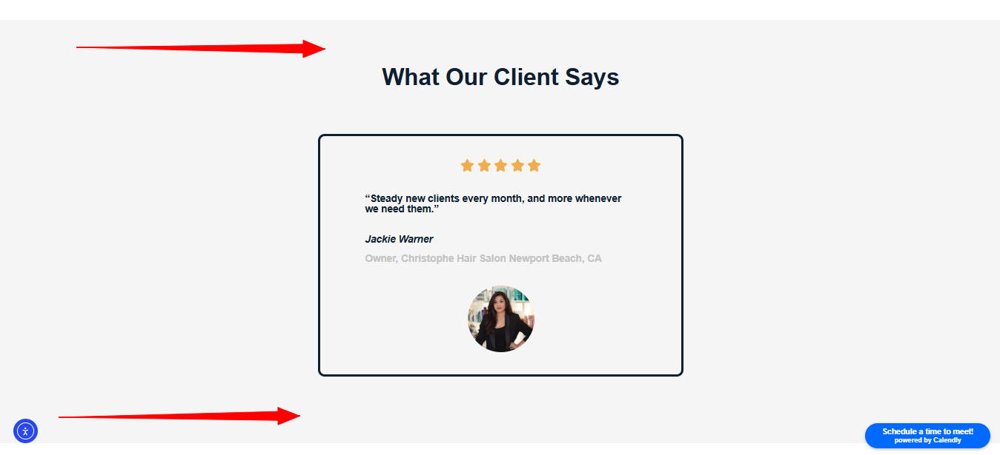 What Our Client Says
“Steady new clients every month, and more whenever
we need them.”
Jackie Warner
Owner, Christophe Hair Salon Newport Beach, CA
Schedule a time to meet!
powered by Calendly